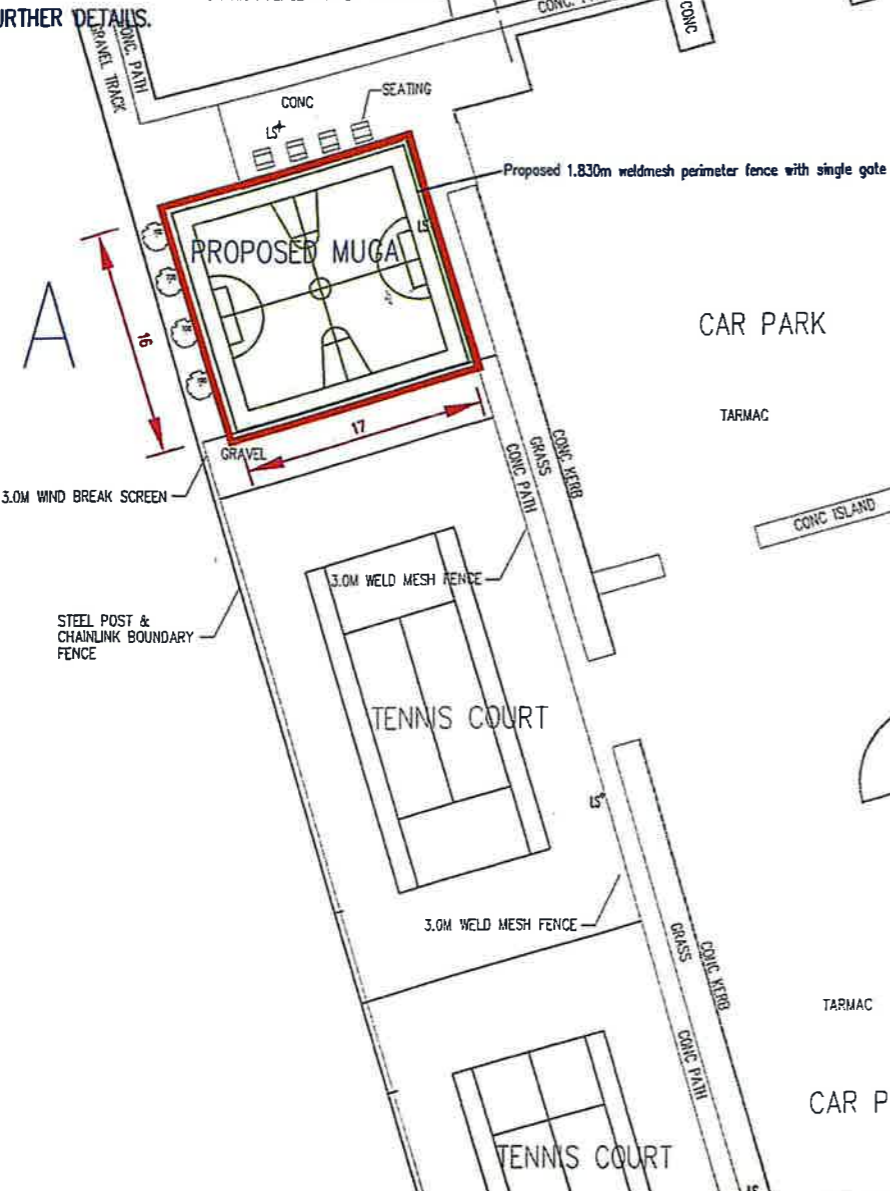 URTHER DETAILS.
CONC. PATH
GRAVEL TRACK
CONC
CONC
SEATING
LS
Proposed 1.830m weldmesh perimeter fence with single gate
LS
PROPOSED MUGA
A
16
17
CAR PARK
TARMAC
GRAVEL
3.0M WIND BREAK SCREEN
CONC PATH
GRASS
CONC KERB
CONC ISLAND
3.0M WELD MESH FENCE
STEEL POST &
CHAINLINK BOUNDARY
FENCE
TENNIS COURT
LS
3.0M WELD MESH FENCE
GRASS
CONC KERB
CONC PATH
TARMAC
CAR P
TENNIS COURT
LS